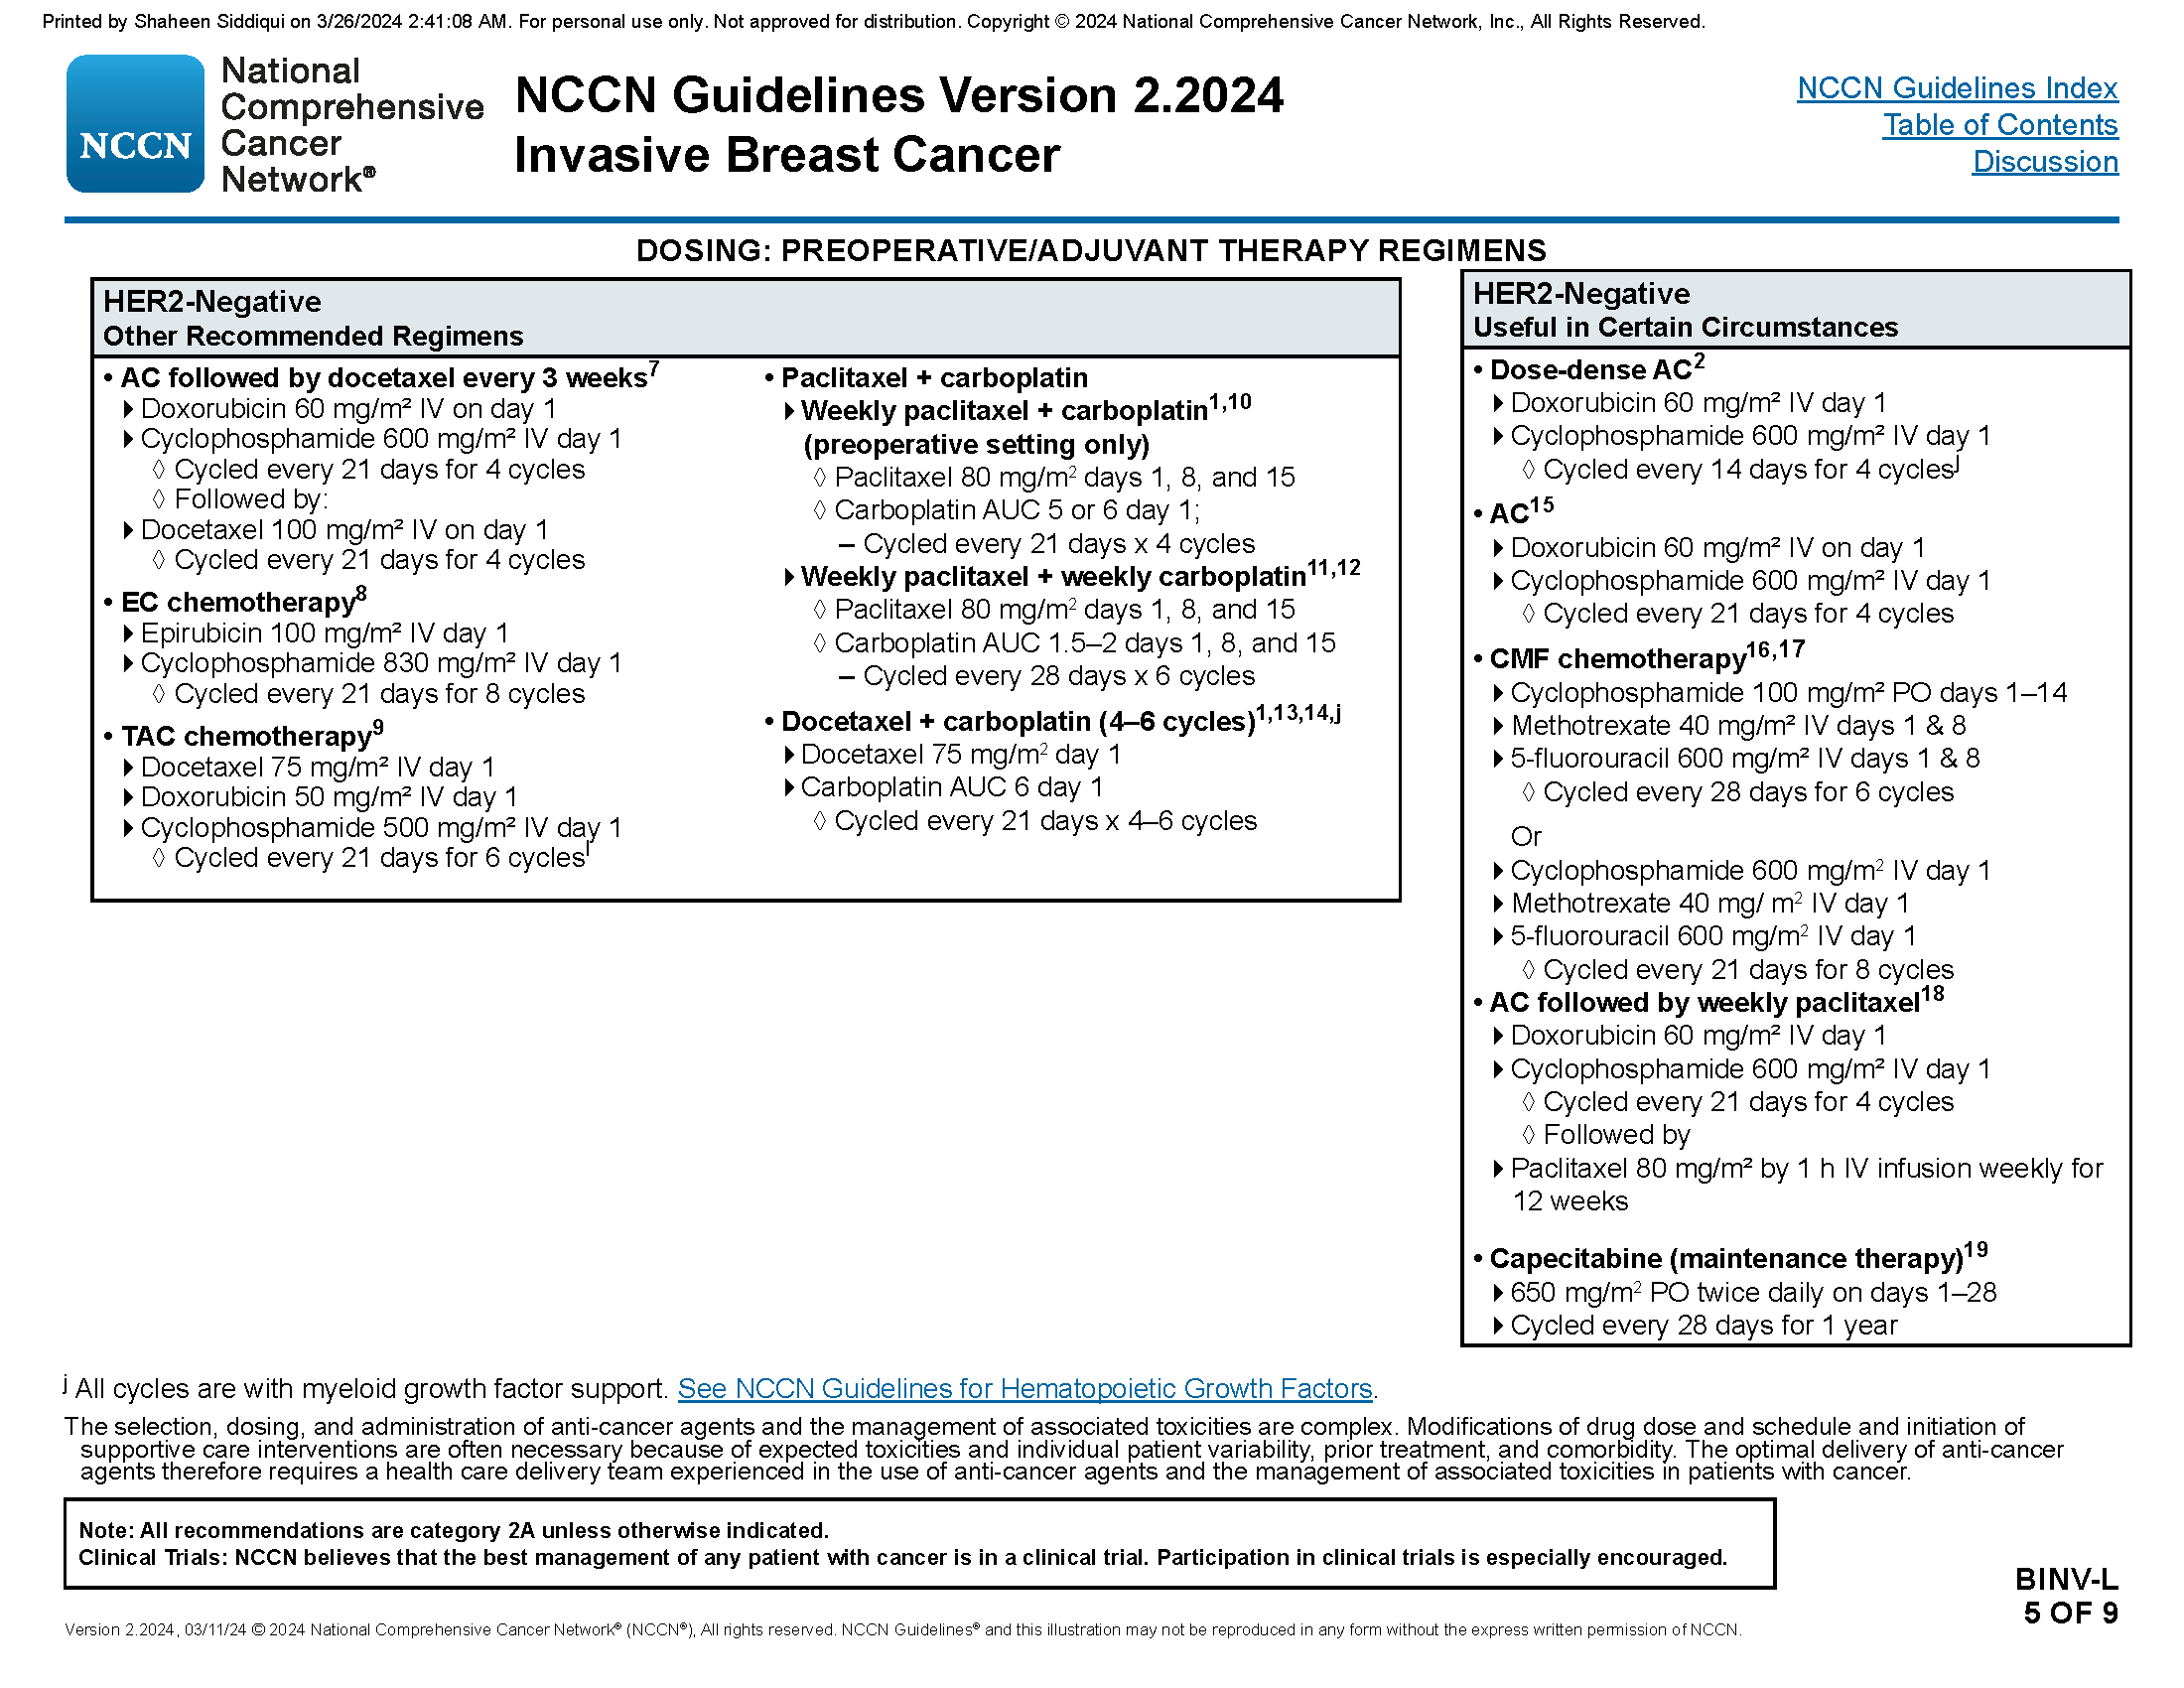 Printed by Shaheen Siddiqui on 3/26/2024 2:41:08 AM. For personal use only. Not approved for distribution. Copyright © 2024 National Comprehensive Cancer Network, Inc., All Rights Reserved.
NCCN
National
Comprehensive
Cancer
Network®
NCCN Guidelines Version 2.2024
Invasive Breast Cancer
NCCN Guidelines Index
Table of Contents
Discussion
DOSING: PREOPERATIVE/ADJUVANT THERAPY REGIMENS
HER2-Negative
Other Recommended Regimens
• AC followed by docetaxel every 3 weeks7
Doxorubicin 60 mg/m² IV on day 1
Cyclophosphamide 600 mg/m² IV day 1
◊ Cycled every 21 days for 4 cycles
◊ Followed by:
Docetaxel 100 mg/m² IV on day 1
◊ Cycled every 21 days for 4 cycles
• EC chemotherapy8
Epirubicin 100 mg/m² IV day 1
Cyclophosphamide 830 mg/m² IV day 1
◊ Cycled every 21 days for 8 cycles
• TAC chemotherapy9
Docetaxel 75 mg/m² IV day 1
Doxorubicin 50 mg/m² IV day 1
Cyclophosphamide 500 mg/m² IV day 1
◊ Cycled every 21 days for 6 cyclesl
• Paclitaxel + carboplatin
Weekly paclitaxel + carboplatin1,10
(preoperative setting only)
◊ Paclitaxel 80 mg/m2 days 1, 8, and 15
◊ Carboplatin AUC 5 or 6 day 1;
– Cycled every 21 days x 4 cycles
Weekly paclitaxel + weekly carboplatin11,12
◊ Paclitaxel 80 mg/m2 days 1, 8, and 15
◊ Carboplatin AUC 1.5–2 days 1, 8, and 15
– Cycled every 28 days x 6 cycles
• Docetaxel + carboplatin (4–6 cycles)1,13,14,j
Docetaxel 75 mg/m2 day 1
Carboplatin AUC 6 day 1
◊ Cycled every 21 days x 4–6 cycles
HER2-Negative
Useful in Certain Circumstances
• Dose-dense AC2
Doxorubicin 60 mg/m² IV day 1
Cyclophosphamide 600 mg/m² IV day 1
◊ Cycled every 14 days for 4 cyclesj
• AC15
Doxorubicin 60 mg/m² IV on day 1
Cyclophosphamide 600 mg/m² IV day 1
◊ Cycled every 21 days for 4 cycles
• CMF chemotherapy16,17
Cyclophosphamide 100 mg/m² PO days 1–14
Methotrexate 40 mg/m² IV days 1 & 8
5-fluorouracil 600 mg/m² IV days 1 & 8
◊ Cycled every 28 days for 6 cycles
Or
Cyclophosphamide 600 mg/m2 IV day 1
Methotrexate 40 mg/ m2 IV day 1
5-fluorouracil 600 mg/m2 IV day 1
◊ Cycled every 21 days for 8 cycles
• AC followed by weekly paclitaxel18
Doxorubicin 60 mg/m² IV day 1
Cyclophosphamide 600 mg/m² IV day 1
◊ Cycled every 21 days for 4 cycles
◊ Followed by
Paclitaxel 80 mg/m² by 1 h IV infusion weekly for
12 weeks
• Capecitabine (maintenance therapy)19
650 mg/m2 PO twice daily on days 1–28
Cycled every 28 days for 1 year
j All cycles are with myeloid growth factor support. See NCCN Guidelines for Hematopoietic Growth Factors.
The selection, dosing, and administration of anti-cancer agents and the management of associated toxicities are complex. Modifications of drug dose and schedule and initiation of
supportive care interventions are often necessary because of expected toxicities and individual patient variability, prior treatment, and comorbidity. The optimal delivery of anti-cancer
agents therefore requires a health care delivery team experienced in the use of anti-cancer agents and the management of associated toxicities in patients with cancer.
Note: All recommendations are category 2A unless otherwise indicated.
Clinical Trials: NCCN believes that the best management of any patient with cancer is in a clinical trial. Participation in clinical trials is especially encouraged.
BINV-L
5 OF 9
Version 2.2024, 03/11/24 © 2024 National Comprehensive Cancer Network® (NCCN®), All rights reserved. NCCN Guidelines® and this illustration may not be reproduced in any form without the express written permission of NCCN.